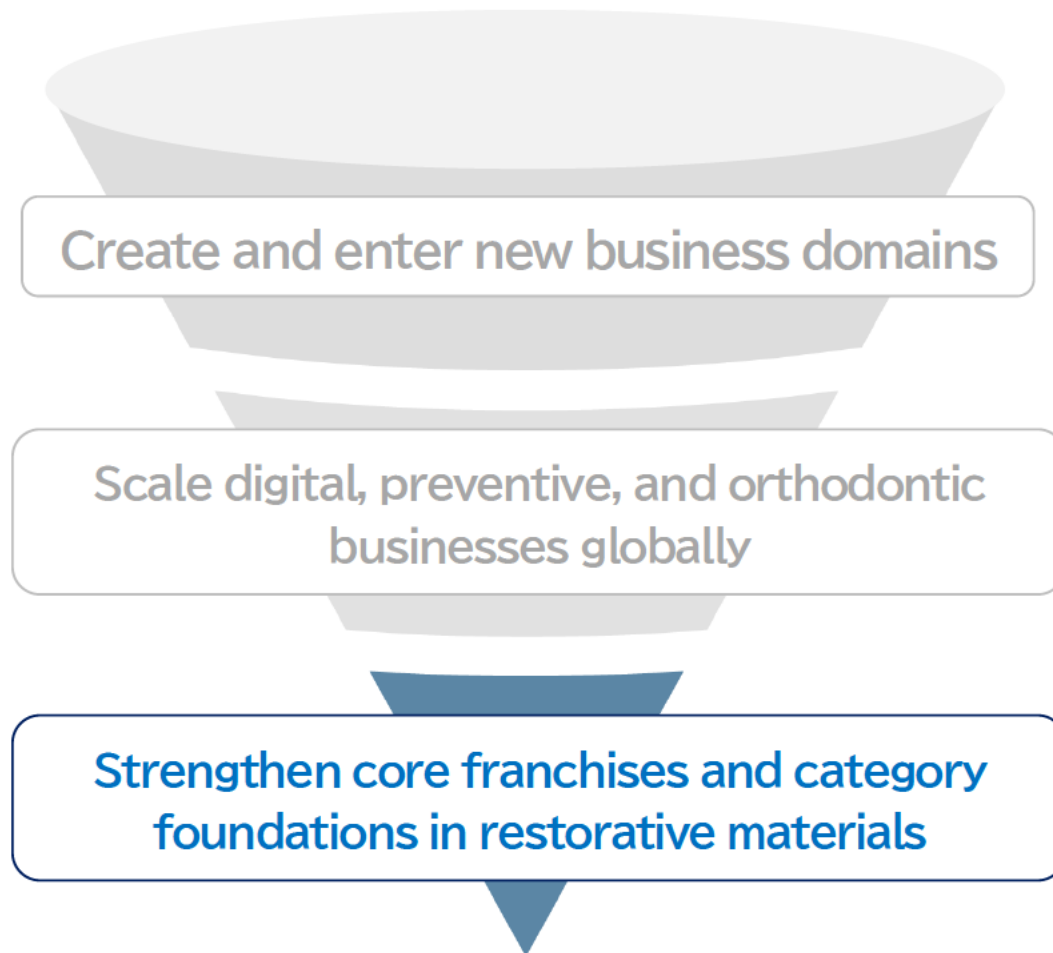 Create and enter new business domains
Scale digital, preventive, and orthodontic
businesses globally
Strengthen core franchises and category
foundations in restorative materials